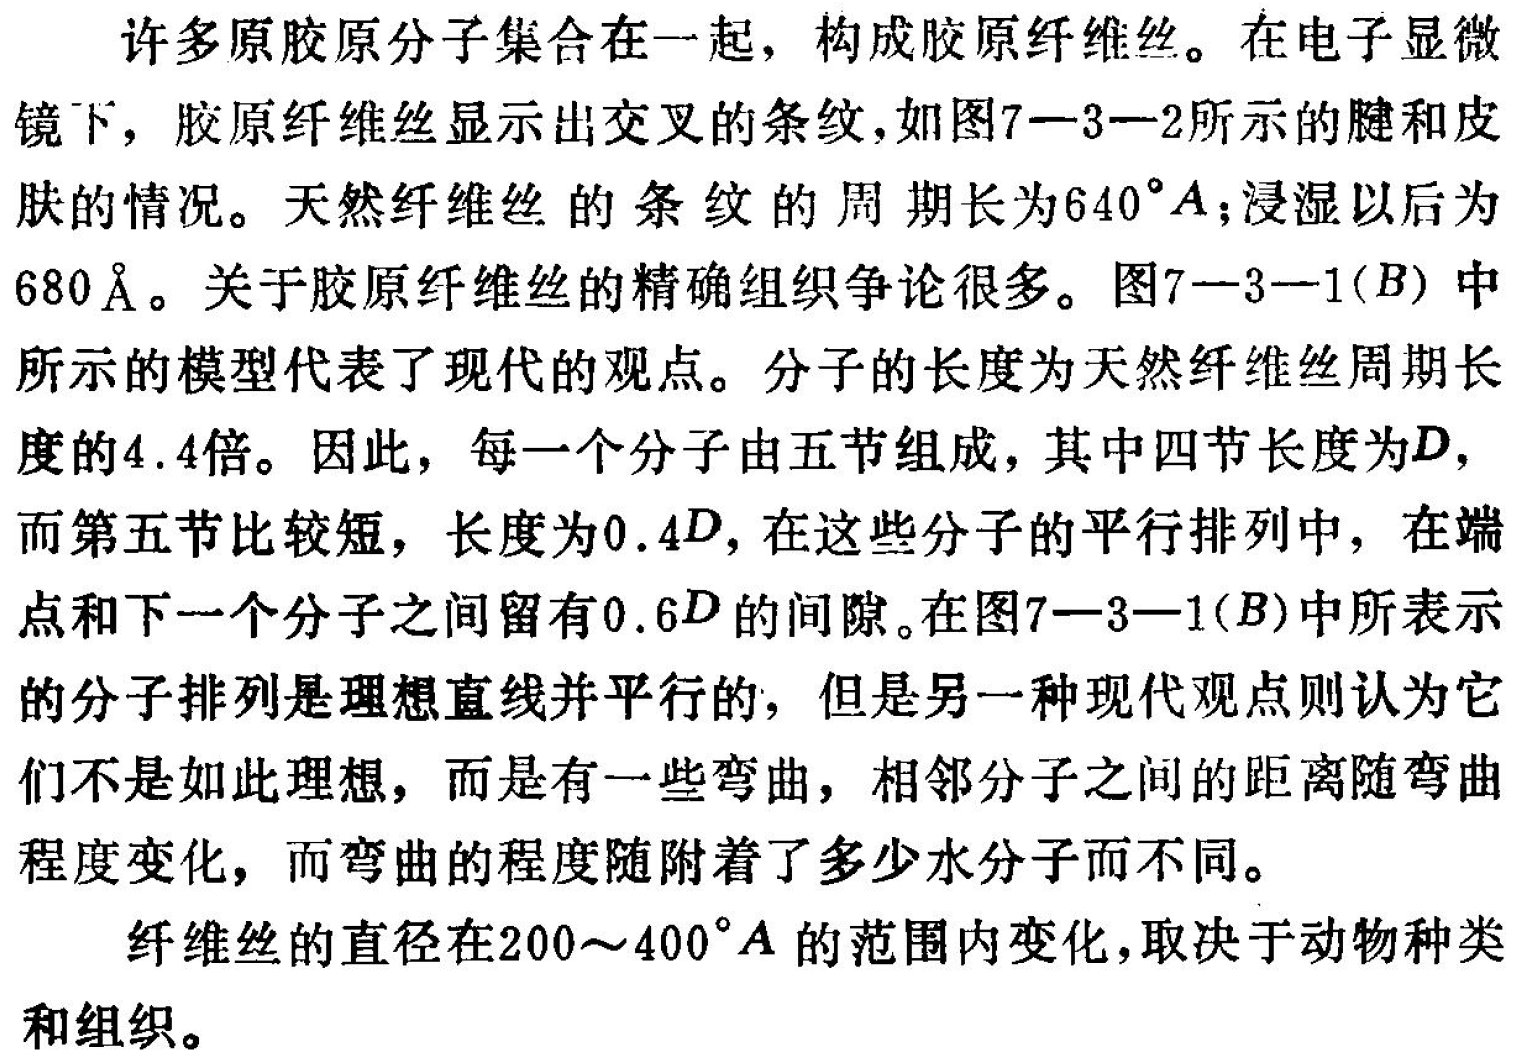 许多原胶原分子集合在一起，构成胶原纤维丝。在电子显微
镜下，胶原纤维丝显示出交叉的条纹,如图7—3—2所示的腱和皮
肤的情况。天然纤维丝的条纹的周期长为640°A;浸湿以后为
680Å。关于胶原纤维丝的精确组织争论很多。图7—3—1(B)中
所示的模型代表了现代的观点。分子的长度为天然纤维丝周期长
度的4.4倍。因此，每一个分子由五节组成，其中四节长度为D，
而第五节比较短，长度为0.4D，在这些分子的平行排列中，在端
点和下一个分子之间留有0.6D的间隙。在图7—3—1(B)中所表示
的分子排列是理想直线并平行的，但是另一种现代观点则认为它
们不是如此理想，而是有一些弯曲，相邻分子之间的距离随弯曲
程度变化，而弯曲的程度随附着了多少水分子而不同。
纤维丝的直径在200～400°A的范围内变化,取决于动物种类
和组织。